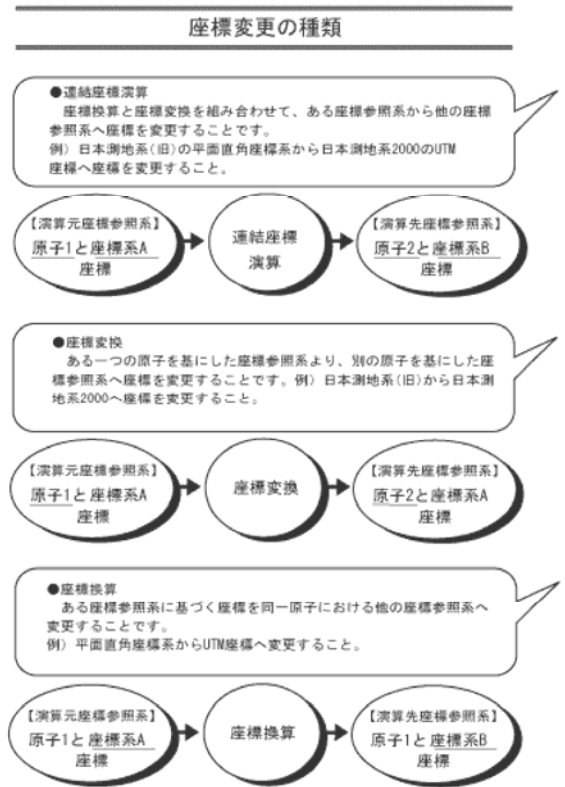 座標変更の種類
●連結座標演算
座標換算と座標変換を組み合わせて、ある座標参照系から他の座標
参照系へ座標を変更することです。
例）日本測地系(旧)の平面直角座標系から日本測地系2000のUTM
座標へ座標を変更すること。
【演算元座標参照系】
原子1と座標系A
座標
連結座標
演算
【演算先座標参照系】
原子2と座標系B
座標
●座標変換
ある一つの原子を基にした座標参照系より、別の原子を基にした座
標参照系へ座標を変更することです。例）日本測地系(旧)から日本測
地系2000へ座標を変更すること。
【演算元座標参照系】
原子1と座標系A
座標
座標変換
【演算先座標参照系】
原子2と座標系A
座標
●座標換算
ある座標参照系に基づく座標を同一原子における他の座標参照系へ
変更することです。
例）平面直角座標系からUTM座標へ変更すること。
【演算元座標参照系】
原子1と座標系A
座標
座標換算
【演算先座標参照系】
原子1と座標系B
座標